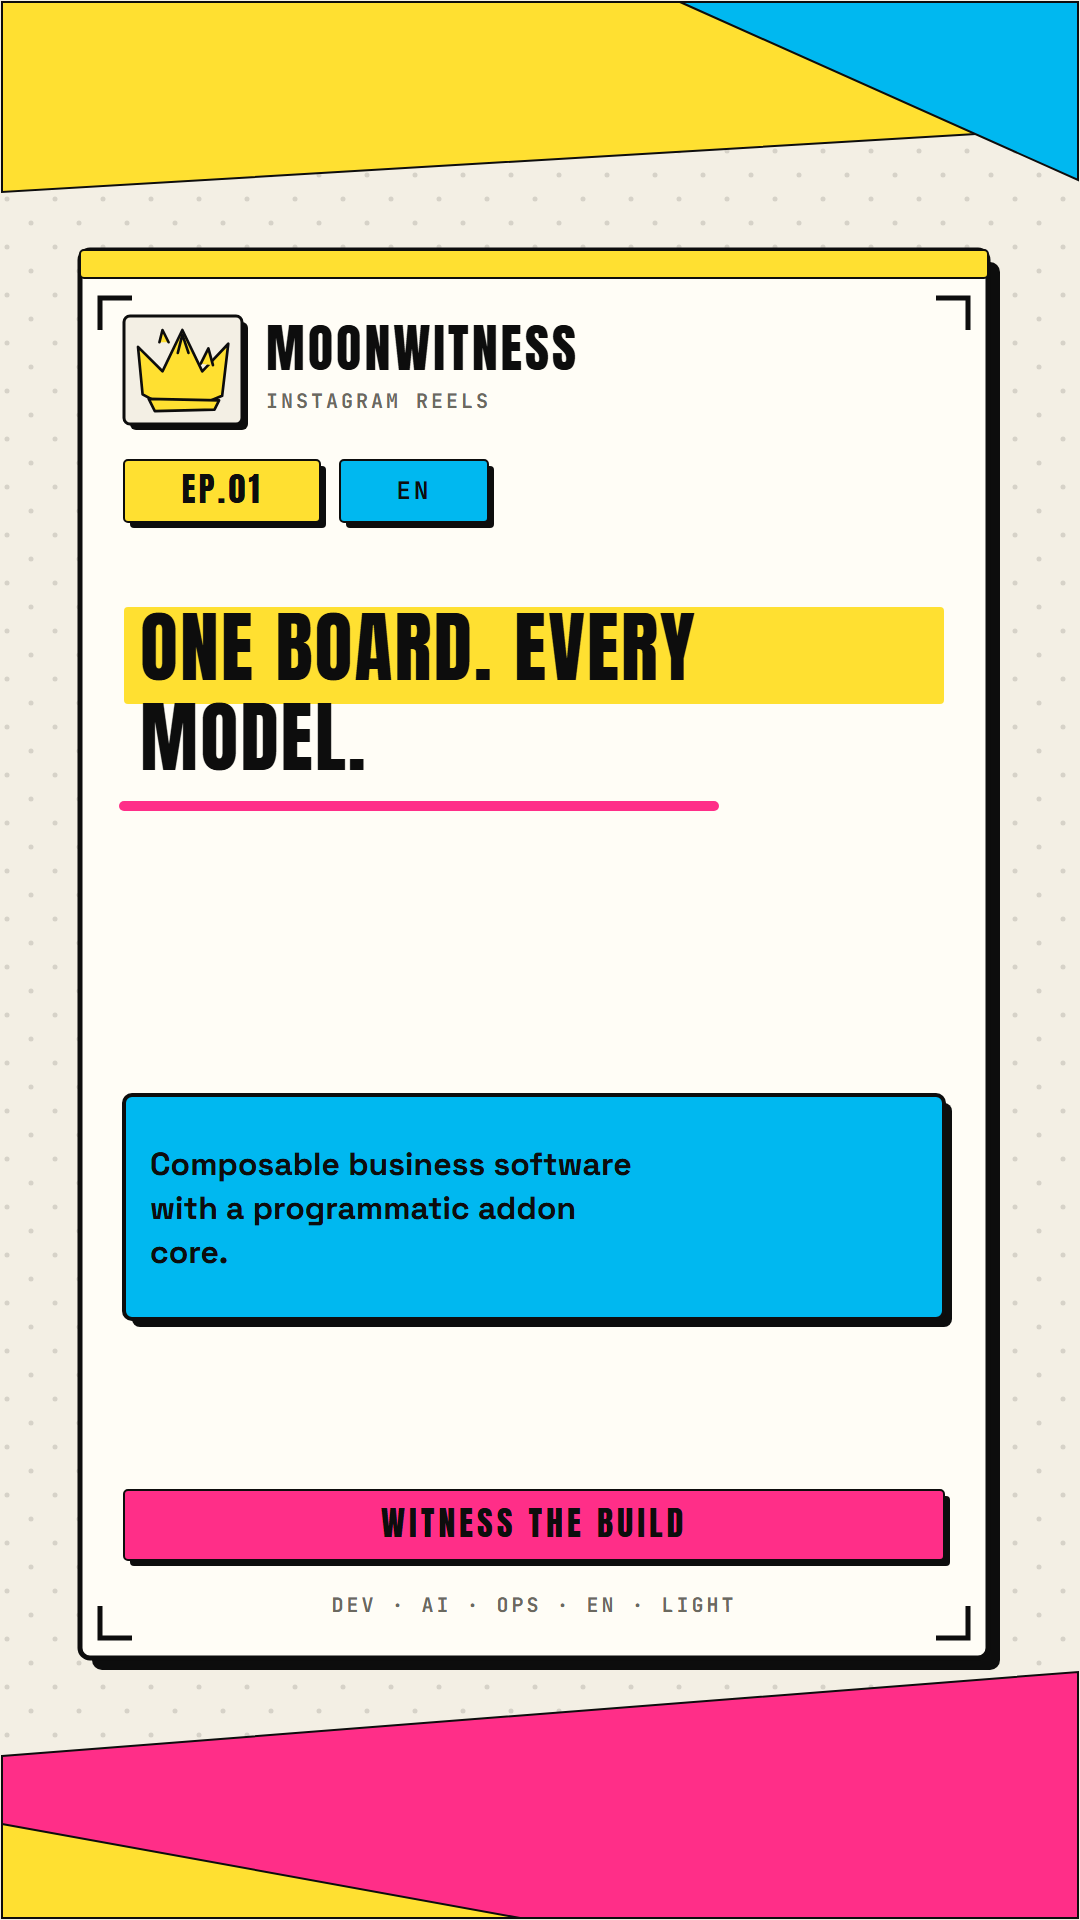 MOONWITNESS
INSTAGRAM REELS
EP.01
EN
ONE BOARD. EVERY
MODEL.
Composable business software
with a programmatic addon
core.
WITNESS THE BUILD
DEV · AI · OPS · EN · LIGHT